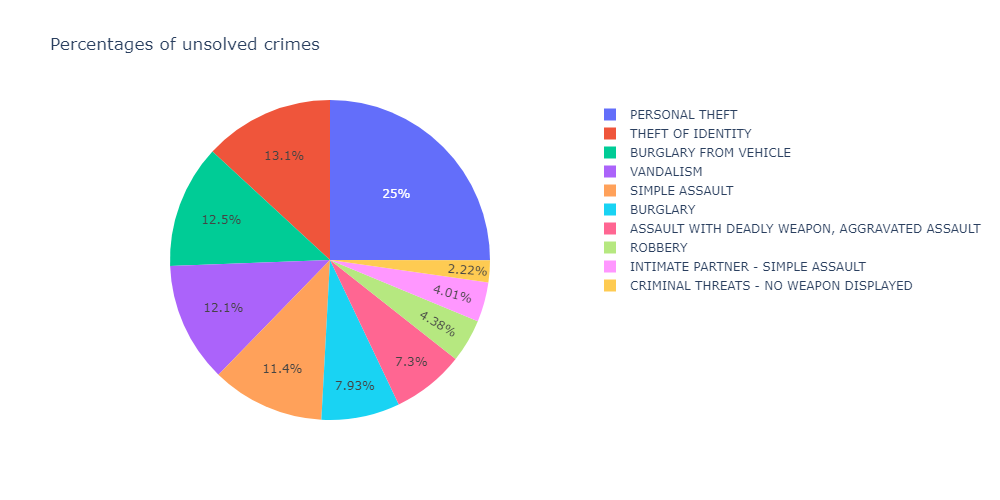 Percentages of unsolved crimes
25%
13.1%
12.5%
12.1%
11.4%
7.93%
7.3%
4.38%
4.01%
2.22%
PERSONAL THEFT
THEFT OF IDENTITY
BURGLARY FROM VEHICLE
VANDALISM
SIMPLE ASSAULT
BURGLARY
ASSAULT WITH DEADLY WEAPON, AGGRAVATED ASSAULT
ROBBERY
INTIMATE PARTNER - SIMPLE ASSAULT
CRIMINAL THREATS - NO WEAPON DISPLAYED